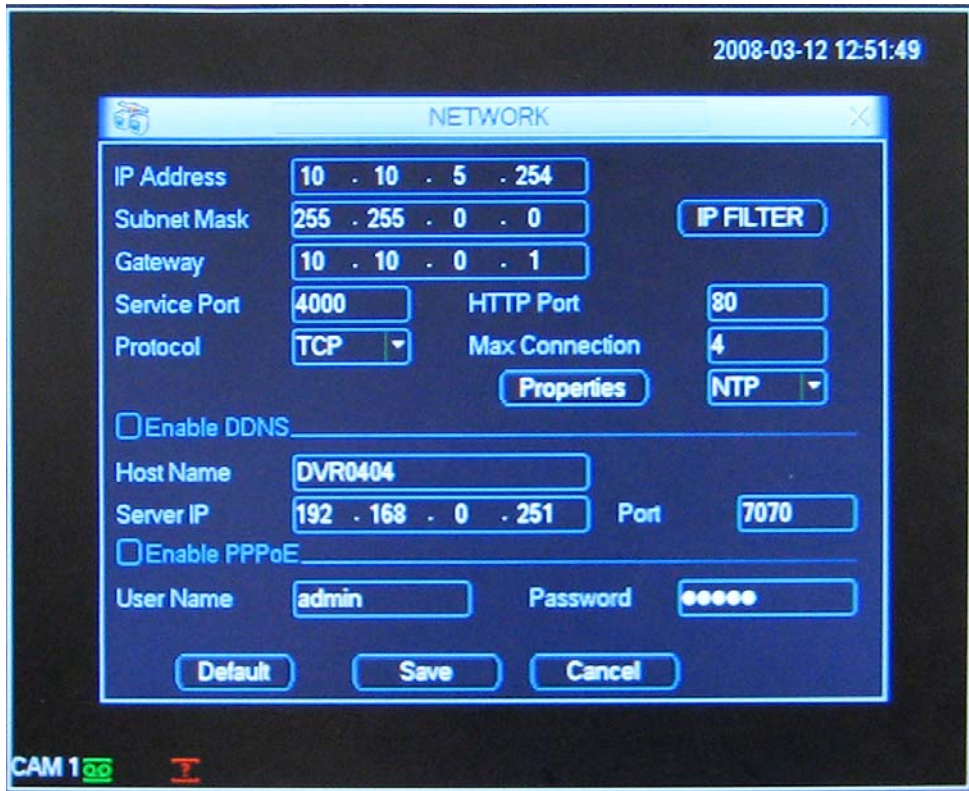 2008-03-12 12:51:49
NETWORK
IP Address 10 . 10 . 5 . 254
Subnet Mask 255 . 255 . 0 . 0 IP FILTER
Gateway 10 . 10 . 0 . 1
Service Port 4000 HTTP Port 80
Protocol TCP Max Connection 4
Properties NTP
Enable DDNS
Host Name DVR0404
Server IP 192 . 168 . 0 . 251 Port 7070
Enable PPPoE
User Name admin Password ●●●●●
Default Save Cancel
CAM 1 ?